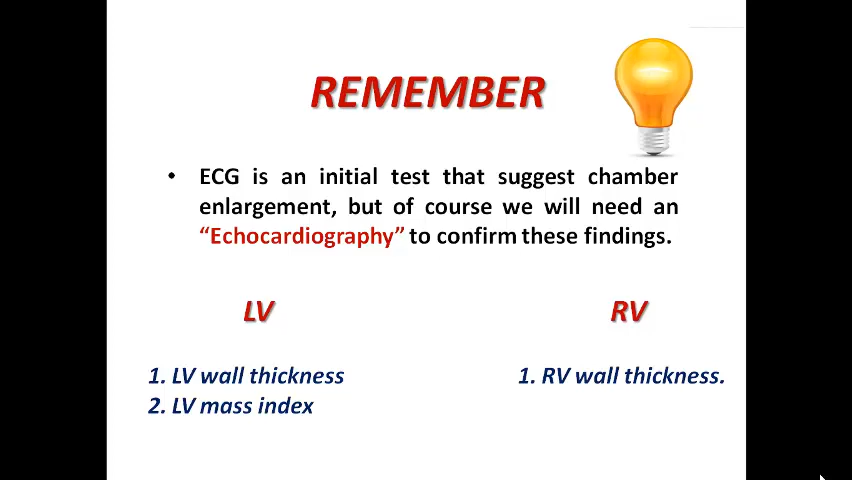 REMEMBER
• ECG is an initial test that suggest chamber
enlargement, but of course we will need an
“Echocardiography” to confirm these findings.
LV
RV
1. LV wall thickness
1. RV wall thickness.
2. LV mass index